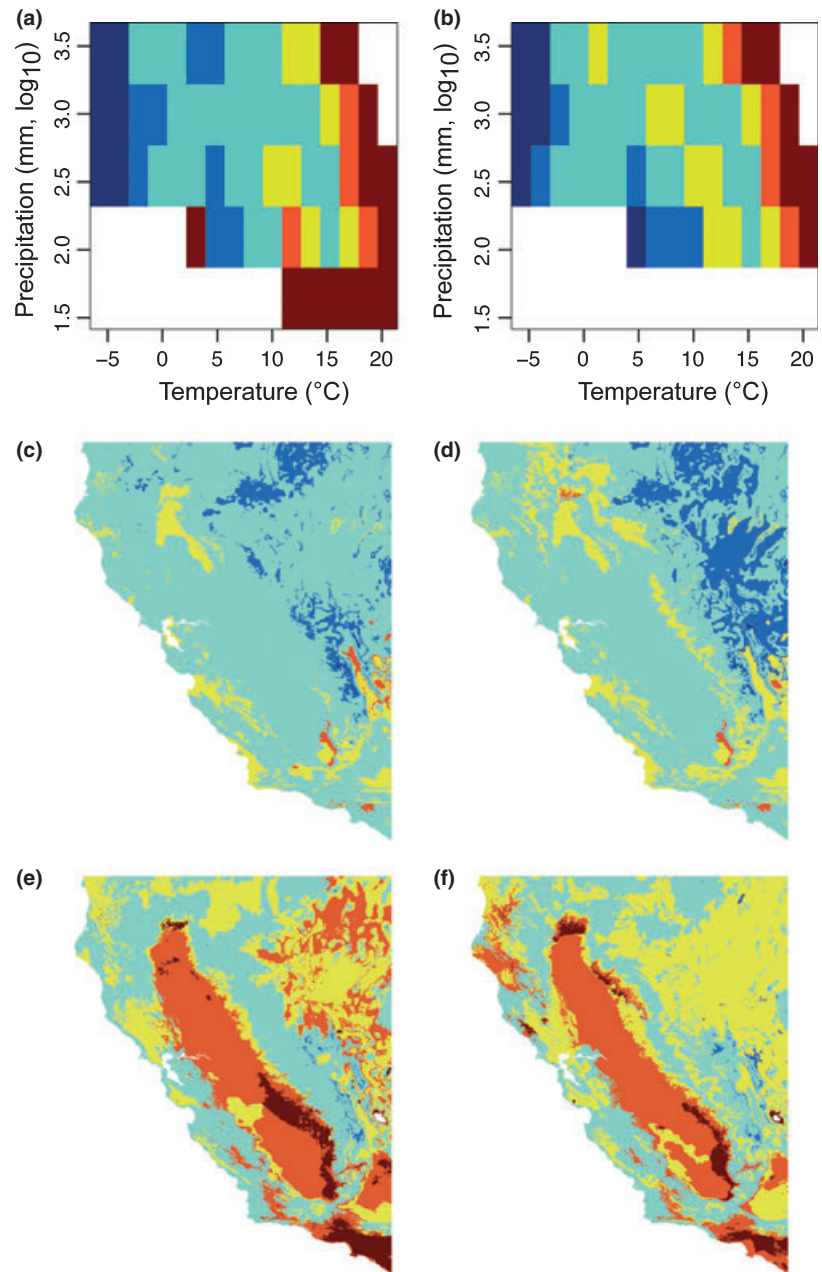 (a)
(b)
Precipitation (mm, log10)
3.5
3.0
2.5
2.0
1.5
−5 0 5 10 15 20
Temperature (°C)
Precipitation (mm, log10)
3.5
3.0
2.5
2.0
1.5
−5 0 5 10 15 20
Temperature (°C)
(c)
(d)
(e)
(f)